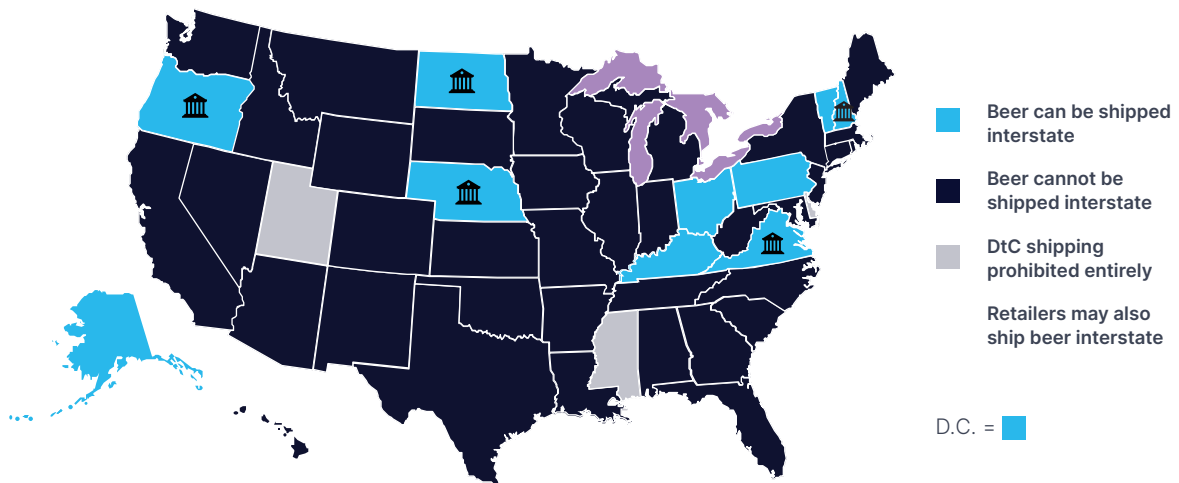 Beer can be shipped
interstate
Beer cannot be
shipped interstate
DtC shipping
prohibited entirely
Retailers may also
ship beer interstate
D.C. =